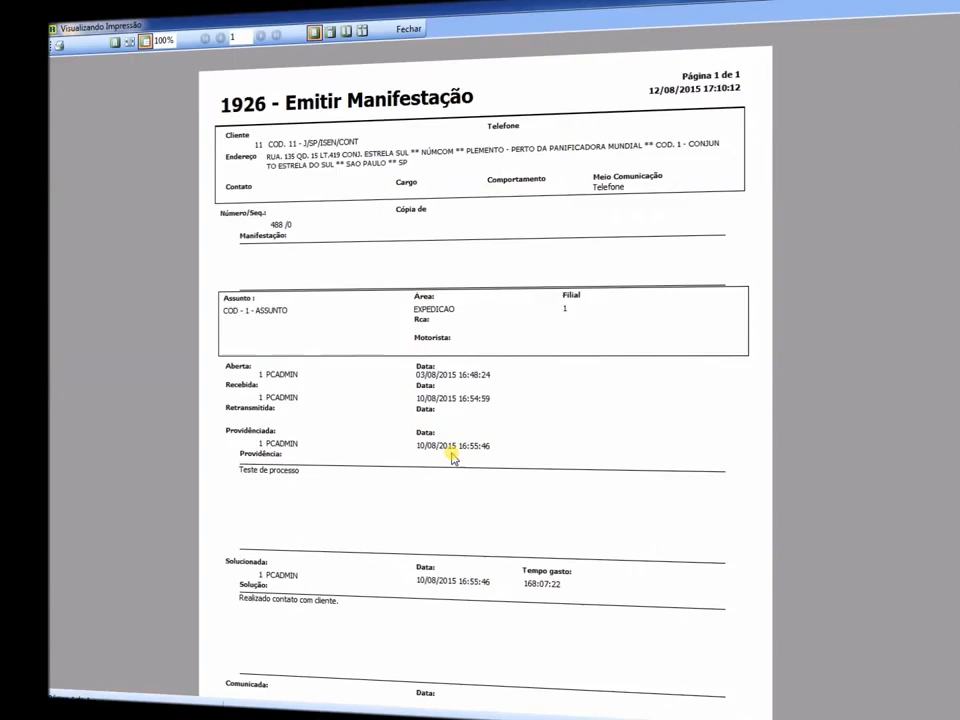 Visualizando Impressão
100%
1
Fechar
Página 1 de 1
12/08/2015 17:10:12
1926 - Emitir Manifestação
Cliente
Telefone
11 COD. 11 - J/SP/ISEN/CONT
Endereço RUA. 135 QD. 15 LT.419 CONJ. ESTRELA SUL ** NÚMCOM ** PLEMENTO - PERTO DA PANIFICADORA MUNDIAL ** COD. 1 - CONJUN
TO ESTRELA DO SUL ** SAO PAULO ** SP
Contato Cargo Comportamento Meio Comunicação
Telefone
Número/Seq.: Cópia de
488 /0
Manifestação:
Assunto : Área: Filial
COD - 1 - ASSUNTO EXPEDICAO 1
Rca:
Motorista:
Aberta: Data:
1 PCADMIN 03/08/2015 16:48:24
Recebida: Data:
1 PCADMIN 10/08/2015 16:54:59
Retransmitida: Data:
Providênciada: Data:
1 PCADMIN 10/08/2015 16:55:46
Providência:
Teste de processo
Solucionada: Data: Tempo gasto:
1 PCADMIN 10/08/2015 16:55:46 168:07:22
Solução:
Realizado contato com cliente.
Comunicada: Data: